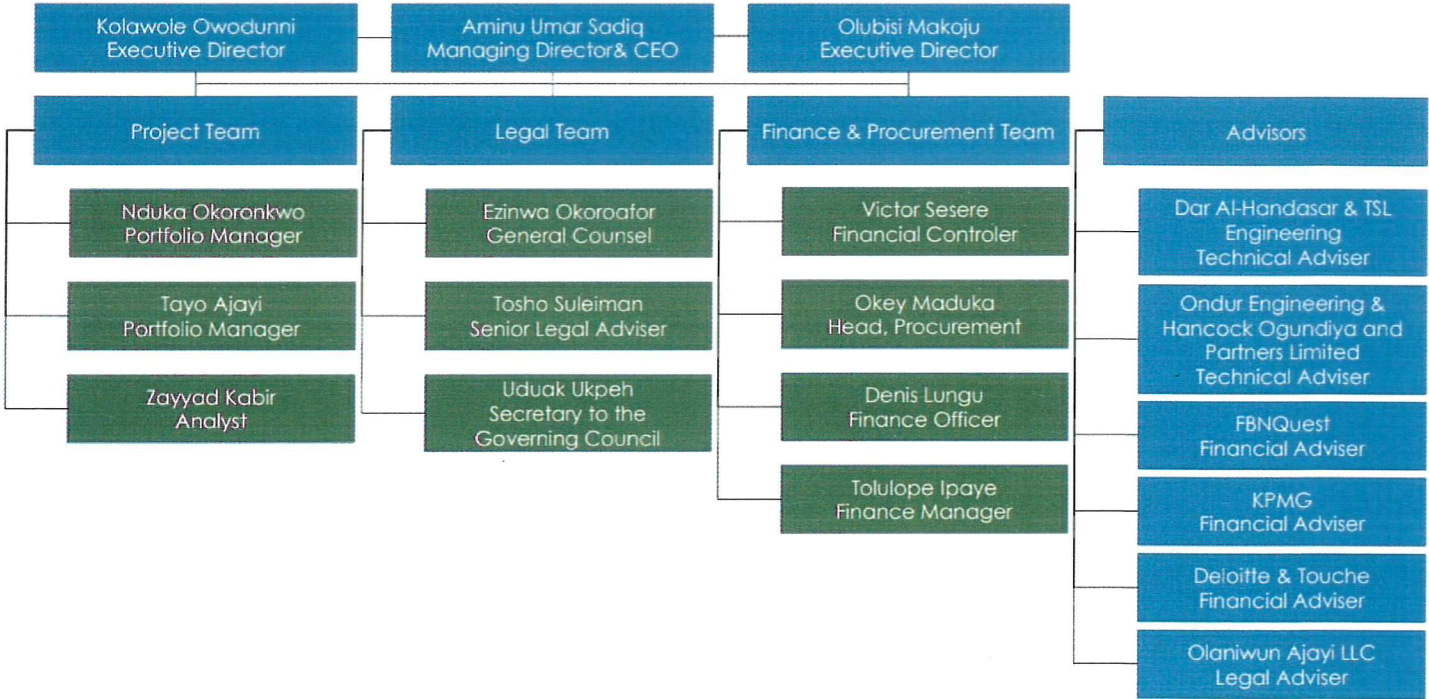 Kolawole Owodunni
Executive Director
Aminu Umar Sadiq
Managing Director& CEO
Olubisi Makoju
Executive Director
Project Team
Legal Team
Finance & Procurement Team
Advisors
Nduka Okoronkwo
Portfolio Manager
Tayo Ajayi
Portfolio Manager
Zayyad Kabir
Analyst
Ezinwa Okoroafor
General Counsel
Tosho Suleiman
Senior Legal Adviser
Uduak Ukpeh
Secretary to the
Governing Council
Victor Sesere
Financial Controler
Okey Maduka
Head, Procurement
Denis Lungu
Finance Officer
Tolulope Ipaye
Finance Manager
Dar Al-Handasar & TSL
Engineering
Technical Adviser
Ondur Engineering &
Hancock Ogundiya and
Partners Limited
Technical Adviser
FBNQuest
Financial Adviser
KPMG
Financial Adviser
Deloitte & Touche
Financial Adviser
Olaniwun Ajayi LLC
Legal Adviser